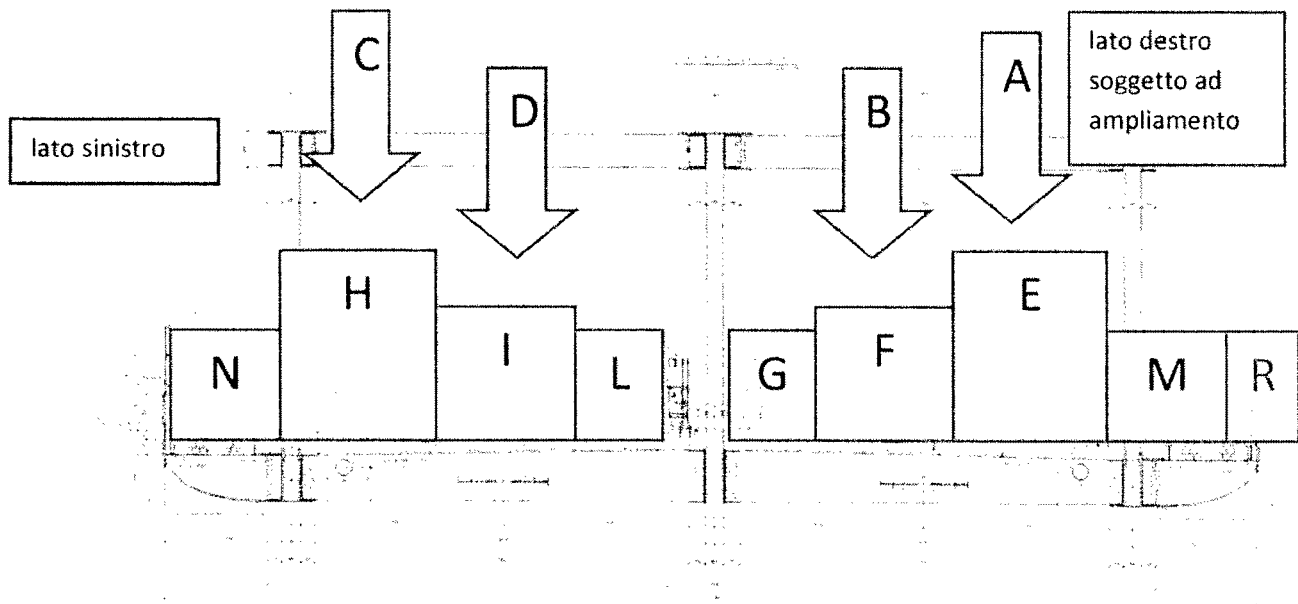 C
D
B
A
lato destro
soggetto ad
ampliamento
lato sinistro
N
H
I
L
G
F
E
M
R